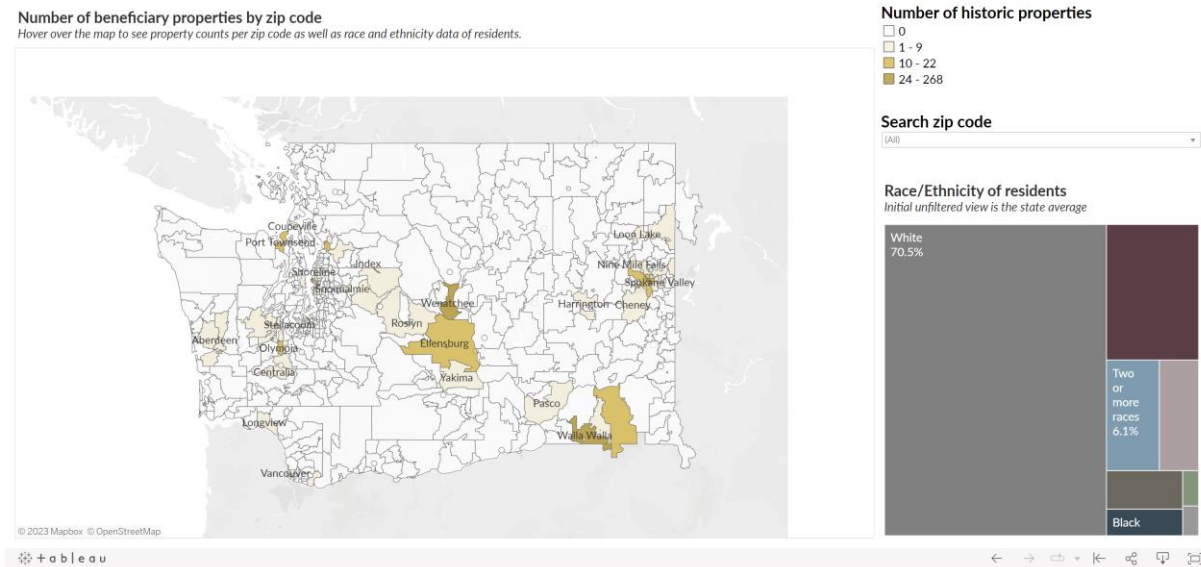 Number of beneficiary properties by zip code
Hover over the map to see property counts per zip code as well as race and ethnicity data of residents.
Number of historic properties
0
1 - 9
10 - 22
24 - 268
Search zip code
(All)
Race/Ethnicity of residents
Initial unfiltered view is the state average
White
70.5%
Two
or
more
races
6.1%
Black
Coupeville
Port Townsend
Loon Lake
Index
Nine Mile Falls
Shoreline
Spokane Valley
Snoqualmie
Wenatchee
Harrington
Cheney
Roslyn
Steilacoom
Aberdeen
Ellensburg
Olympia
Centralia
Yakima
Pasco
Longview
Walla Walla
Vancouver
© 2023 Mapbox © OpenStreetMap
+ a b l e a u